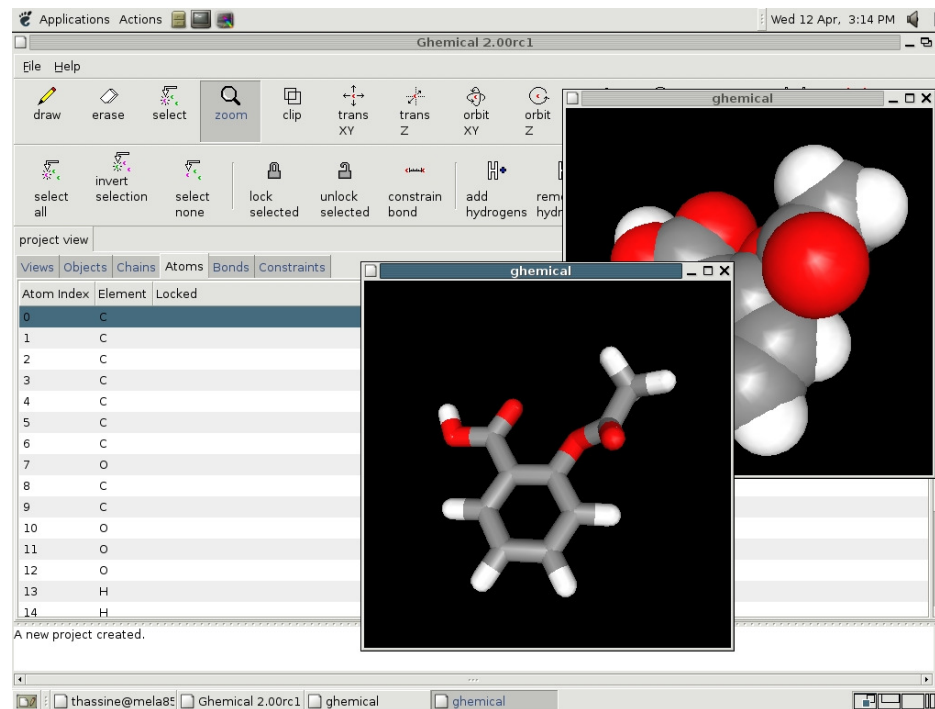 Applications Actions Wed 12 Apr, 3:14 PM
Ghemical 2.00rc1
File Help
draw erase select zoom clip trans XY trans Z orbit XY orbit Z
ghemical
select all invert selection select none lock selected unlock selected constrain bond add hydrogens
project view
Views Objects Chains Atoms Bonds Constraints
ghemical
Atom Index Element Locked
0 C
1 C
2 C
3 C
4 C
5 C
6 C
7 O
8 C
9 C
10 O
11 O
12 O
13 H
14 H
A new project created.
thassine@mela85 Ghemical 2.00rc1 ghemical ghemical